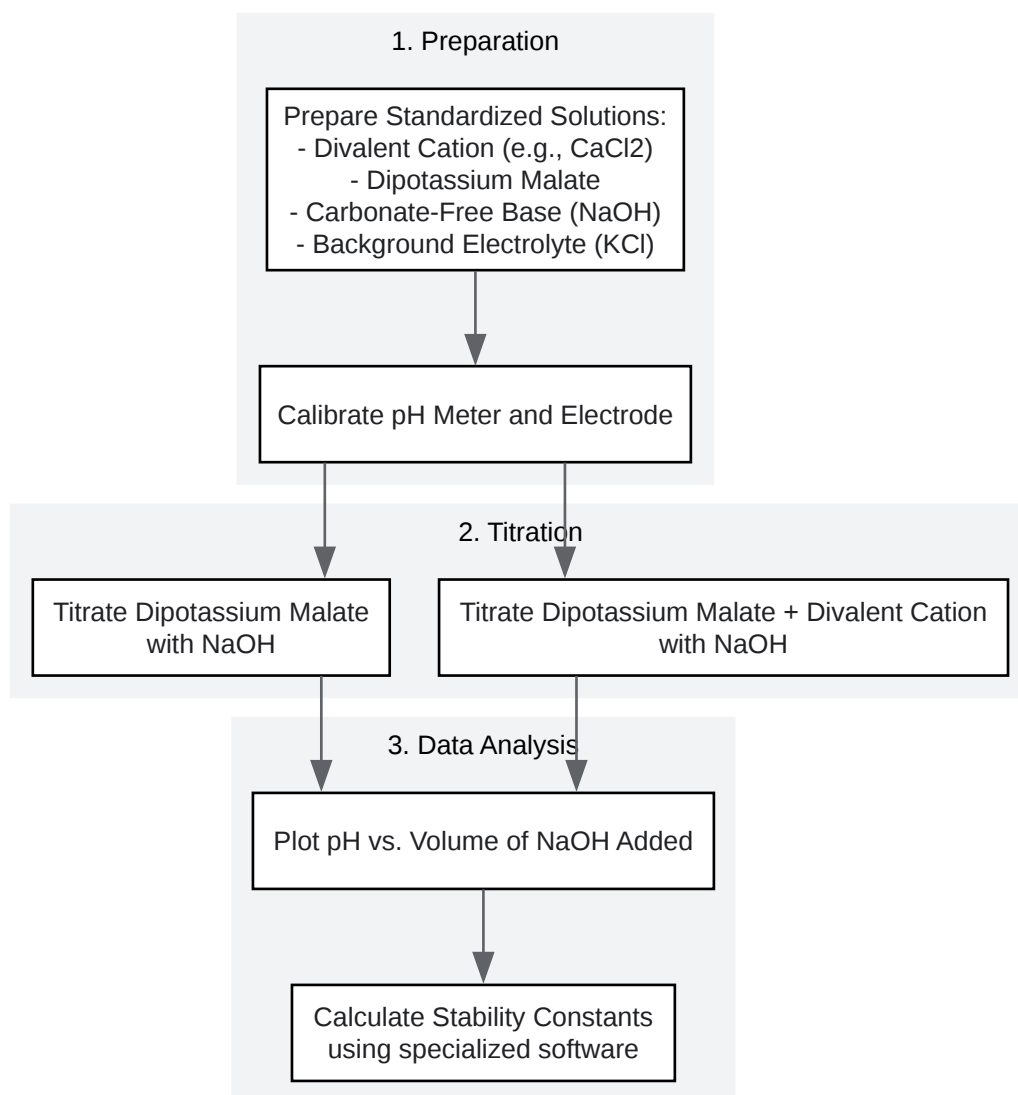 1. Preparation
Prepare Standardized Solutions:
- Divalent Cation (e.g., CaCl2)
- Dipotassium Malate
- Carbonate-Free Base (NaOH)
- Background Electrolyte (KCl)
Calibrate pH Meter and Electrode
2. Titration
Titrate Dipotassium Malate
with NaOH
Titrate Dipotassium Malate + Divalent Cation
with NaOH
3. Data Analysis
Plot pH vs. Volume of NaOH Added
Calculate Stability Constants
using specialized software